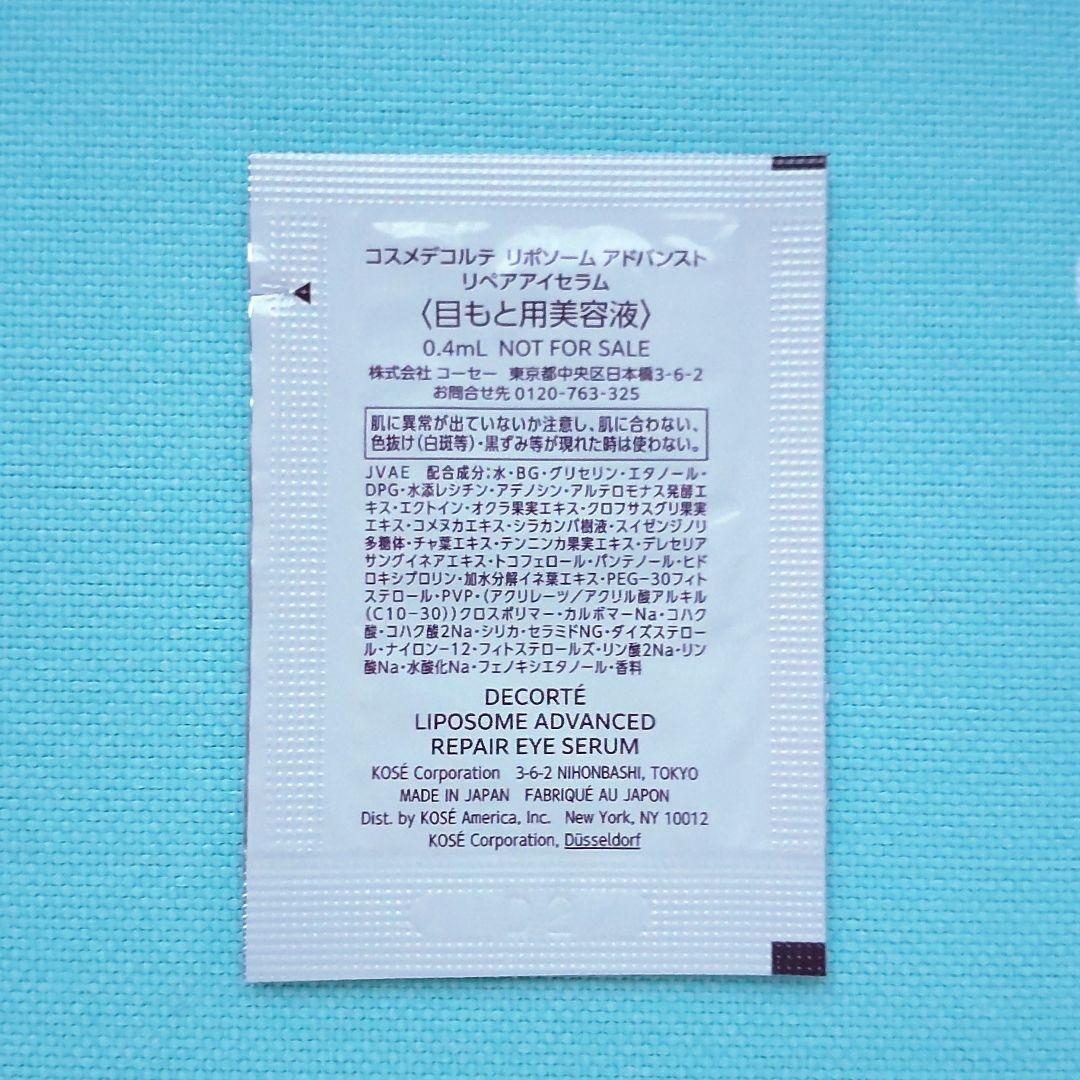 コスメデコルテ リポソーム アドバンスト
リペアアイセラム
〈目もと用美容液〉
0.4mL NOT FOR SALE
株式会社 コーセー 東京都中央区日本橋3-6-2
お問合せ先 0120-763-325
肌に異常が出ていないか注意し、肌に合わない、
色抜け(白斑等)・黒ずみ等が現れた時は使わない。
JVAE 配合成分:水・BG・グリセリン・エタノール・
DPG・水添レシチン・アデノシン・アルテロモナス発酵エ
キス・エクトイン・オクラ果実エキス・クロフサスグリ果実
エキス・コメヌカエキス・シラカンバ樹液・スイゼンジノリ
多糖体・チャ葉エキス・テンニンカ果実エキス・デレセリア
サングイネアエキス・トコフェロール・パンテノール・ヒド
ロキシプロリン・加水分解イネ葉エキス・PEG-30フィト
ステロール・PVP・(アクリレーツ/アクリル酸アルキル
(C10-30))クロスポリマー・カルボマーNa・コハク
酸・コハク酸2Na・シリカ・セラミドNG・ダイズステロー
ル・ナイロン-12・フィトステロールズ・リン酸2Na・リン
酸Na・水酸化Na・フェノキシエタノール・香料
DECORTÉ
LIPOSOME ADVANCED
REPAIR EYE SERUM
KOSÉ Corporation 3-6-2 NIHONBASHI, TOKYO
MADE IN JAPAN FABRIQUÉ AU JAPON
Dist. by KOSÉ America, Inc. New York, NY 10012
KOSÉ Corporation, Düsseldorf